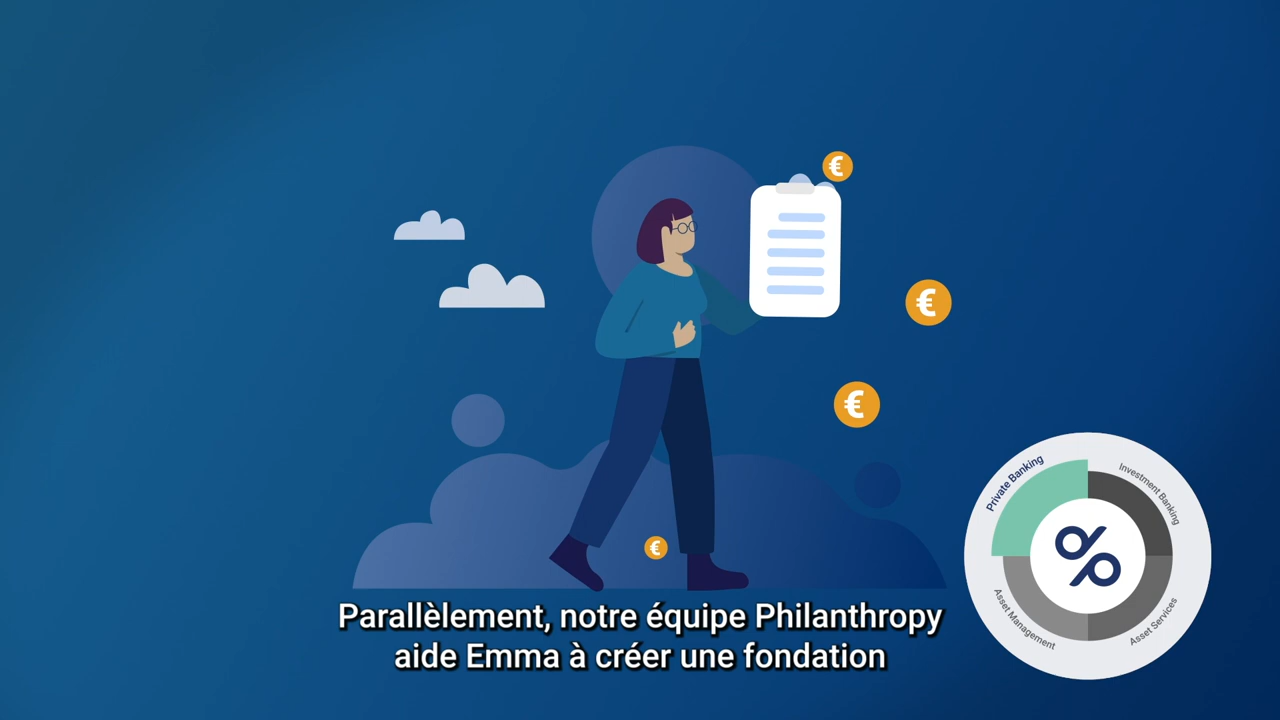 €
€
€
Private Banking
Investment Banking
€
%
Asset Management
Asset Services
Parallèlement, notre équipe Philanthropy
aide Emma à créer une fondation